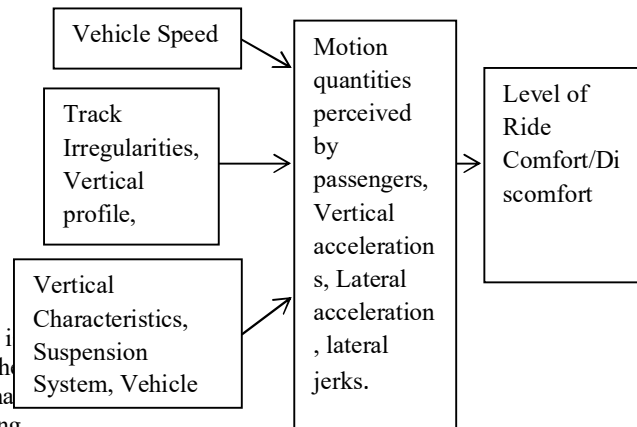 Vehicle Speed
Track
Irregularities,
Vertical
profile,
Vertical
Characteristics,
Suspension
System, Vehicle
Motion
quantities
perceived
by
passengers,
Vertical
acceleration
s, Lateral
acceleration
, lateral
jerks.
Level of
Ride
Comfort/Di
scomfort